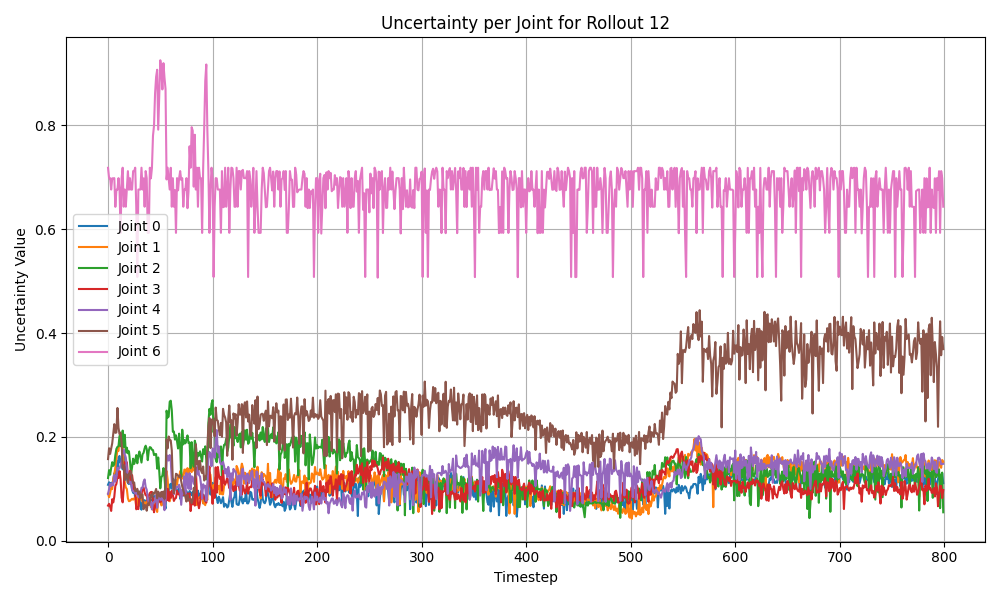 Uncertainty per Joint for Rollout 12
Uncertainty Value
0.8
0.6
0.4
0.2
0.0
Joint 0
Joint 1
Joint 2
Joint 3
Joint 4
Joint 5
Joint 6
0 100 200 300 400 500 600 700 800
Timestep